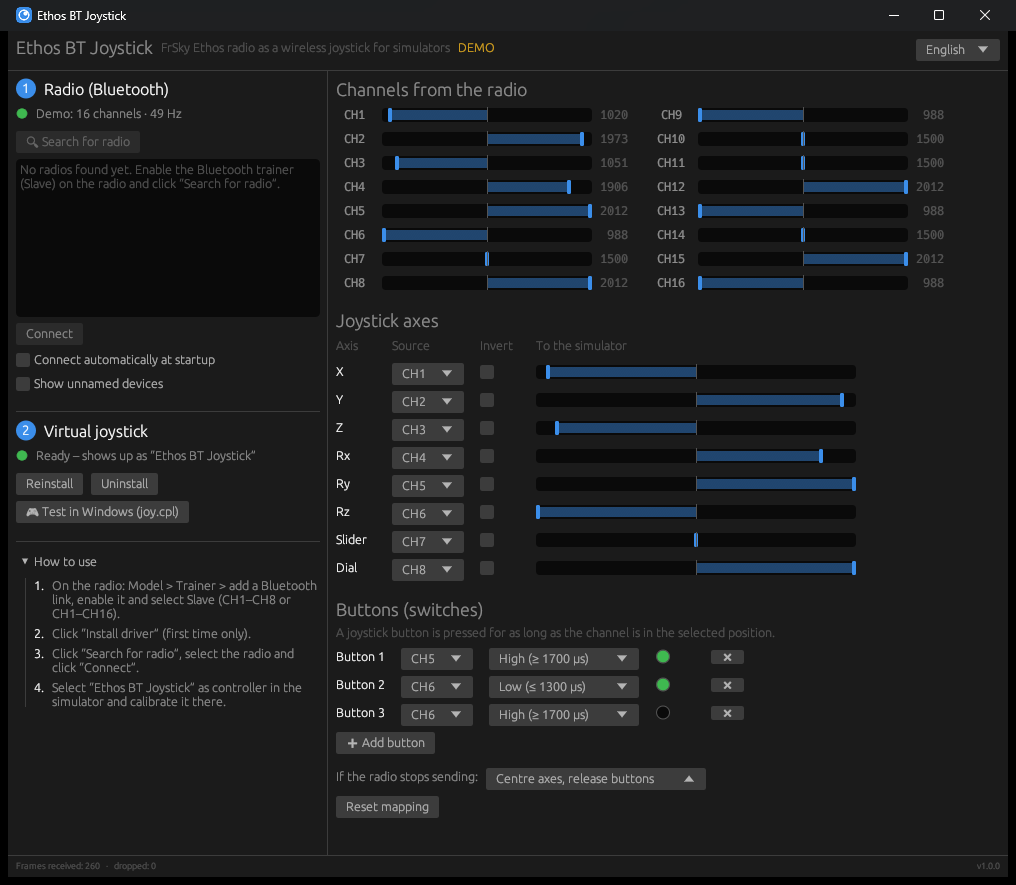 Ethos BT Joystick
Ethos BT Joystick FrSky Ethos radio as a wireless joystick for simulators DEMO English
1 Radio (Bluetooth)
Demo: 16 channels · 49 Hz
Search for radio
No radios found yet. Enable the Bluetooth trainer
(Slave) on the radio and click "Search for radio".
Connect
Connect automatically at startup
Show unnamed devices
2 Virtual joystick
Ready – shows up as "Ethos BT Joystick"
Reinstall Uninstall
Test in Windows (joy.cpl)
How to use
1. On the radio: Model > Trainer > add a Bluetooth
link, enable it and select Slave (CH1–CH8 or
CH1–CH16).
2. Click "Install driver" (first time only).
3. Click "Search for radio", select the radio and
click "Connect".
4. Select "Ethos BT Joystick" as controller in the
simulator and calibrate it there.
Channels from the radio
CH1 1020 CH9 988
CH2 1973 CH10 1500
CH3 1051 CH11 1500
CH4 1906 CH12 2012
CH5 2012 CH13 988
CH6 988 CH14 1500
CH7 1500 CH15 2012
CH8 2012 CH16 988
Joystick axes
Axis Source Invert To the simulator
X CH1
Y CH2
Z CH3
Rx CH4
Ry CH5
Rz CH6
Slider CH7
Dial CH8
Buttons (switches)
A joystick button is pressed for as long as the channel is in the selected position.
Button 1 CH5 High (≥ 1700 µs)
Button 2 CH6 Low (≤ 1300 µs)
Button 3 CH6 High (≥ 1700 µs)
+ Add button
If the radio stops sending: Centre axes, release buttons
Reset mapping
Frames received: 260 · dropped: 0 v1.0.0